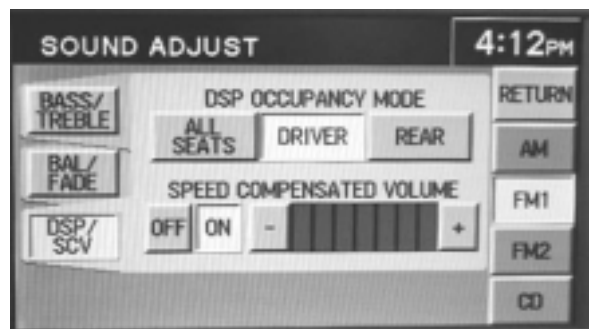 SOUND ADJUST
4:12PM
BASS/
TREBLE
BAL/
FADE
DSP/
SCV
DSP OCCUPANCY MODE
ALL
SEATS
DRIVER
REAR
SPEED COMPENSATED VOLUME
OFF
ON
-
+
RETURN
AM
FM1
FM2
CD